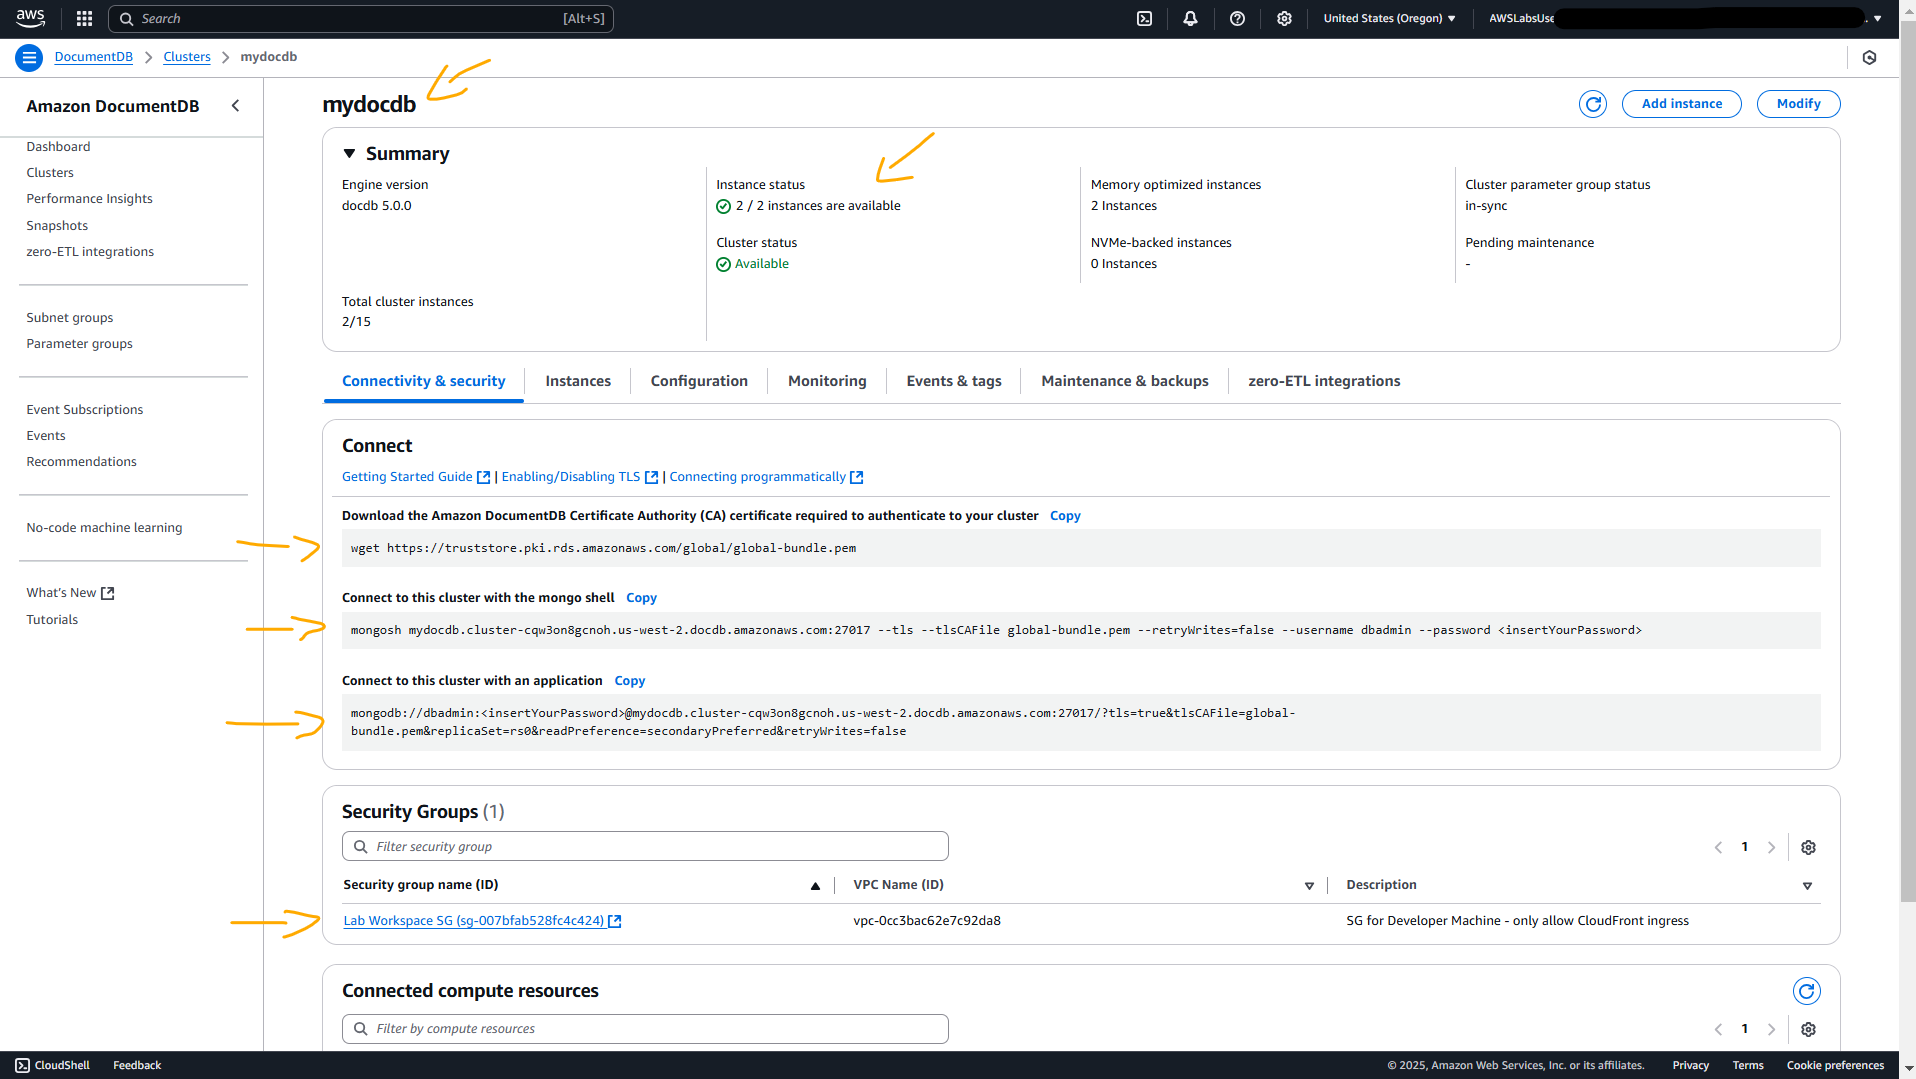 aws
Search [Alt+S]
United States (Oregon)
AWSLabsUse
DocumentDB
Clusters
mydocdb
Amazon DocumentDB
Dashboard
Clusters
Performance Insights
Snapshots
zero-ETL integrations
Subnet groups
Parameter groups
Event Subscriptions
Events
Recommendations
No-code machine learning
What's New
Tutorials
mydocdb
Add instance
Modify
Summary
Engine version
docdb 5.0.0
Total cluster instances
2/15
Instance status
2 / 2 instances are available
Cluster status
Available
Memory optimized instances
2 Instances
NVMe-backed instances
0 Instances
Cluster parameter group status
in-sync
Pending maintenance
-
Connectivity & security
Instances
Configuration
Monitoring
Events & tags
Maintenance & backups
zero-ETL integrations
Connect
Getting Started Guide | Enabling/Disabling TLS | Connecting programmatically
Download the Amazon DocumentDB Certificate Authority (CA) certificate required to authenticate to your cluster Copy
wget https://truststore.pki.rds.amazonaws.com/global/global-bundle.pem
Connect to this cluster with the mongo shell Copy
mongosh mydocdb.cluster-cqw3on8gcnoh.us-west-2.docdb.amazonaws.com:27017 --tls --tlsCAFile global-bundle.pem --retryWrites=false --username dbadmin --password <insertYourPassword>
Connect to this cluster with an application Copy
mongodb://dbadmin:<insertYourPassword>@mydocdb.cluster-cqw3on8gcnoh.us-west-2.docdb.amazonaws.com:27017/?tls=true&tlsCAFile=global-
bundle.pem&replicaSet=rs0&readPreference=secondaryPreferred&retryWrites=false
Security Groups (1)
Filter security group
1
Security group name (ID)
VPC Name (ID)
Description
Lab Workspace SG (sg-007bfab528fc4c424)
vpc-0cc3bac62e7c92da8
SG for Developer Machine - only allow CloudFront ingress
Connected compute resources
Filter by compute resources
1
CloudShell
Feedback
© 2025, Amazon Web Services, Inc. or its affiliates.
Privacy
Terms
Cookie preferences